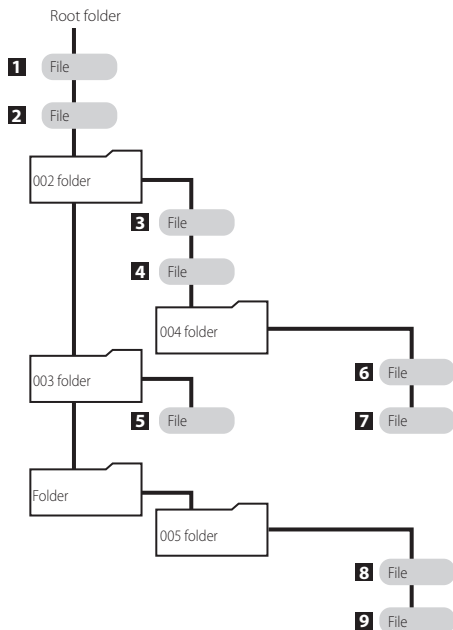 Root folder
1 File
2 File
002 folder
3 File
4 File
004 folder
003 folder
6 File
5 File
7 File
Folder
005 folder
8 File
9 File